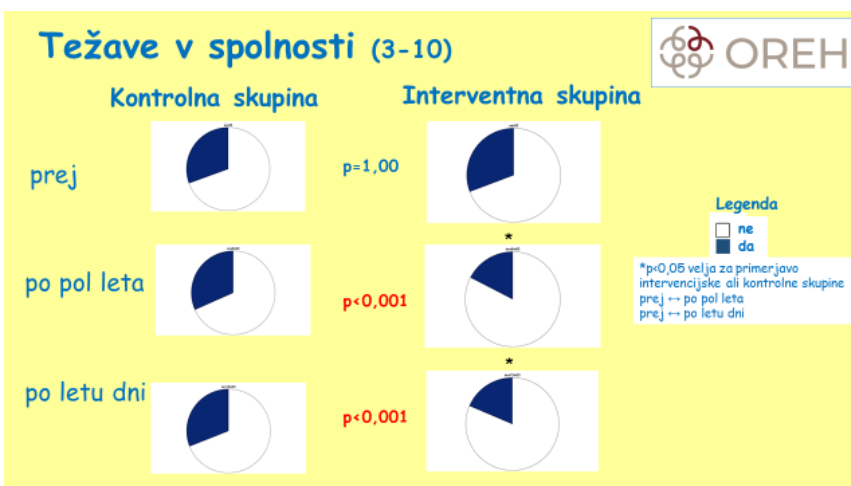 Težave v spolnosti (3-10)
OREH
Kontrolna skupina
Interventna skupina
prej
p=1,00
po pol leta
p<0,001
*
po letu dni
p<0,001
*
Legenda
ne
da
*p<0,05 velja za primerjavo
intervencijske ali kontrolne skupine
prej ↔ po pol leta
prej ↔ po letu dni